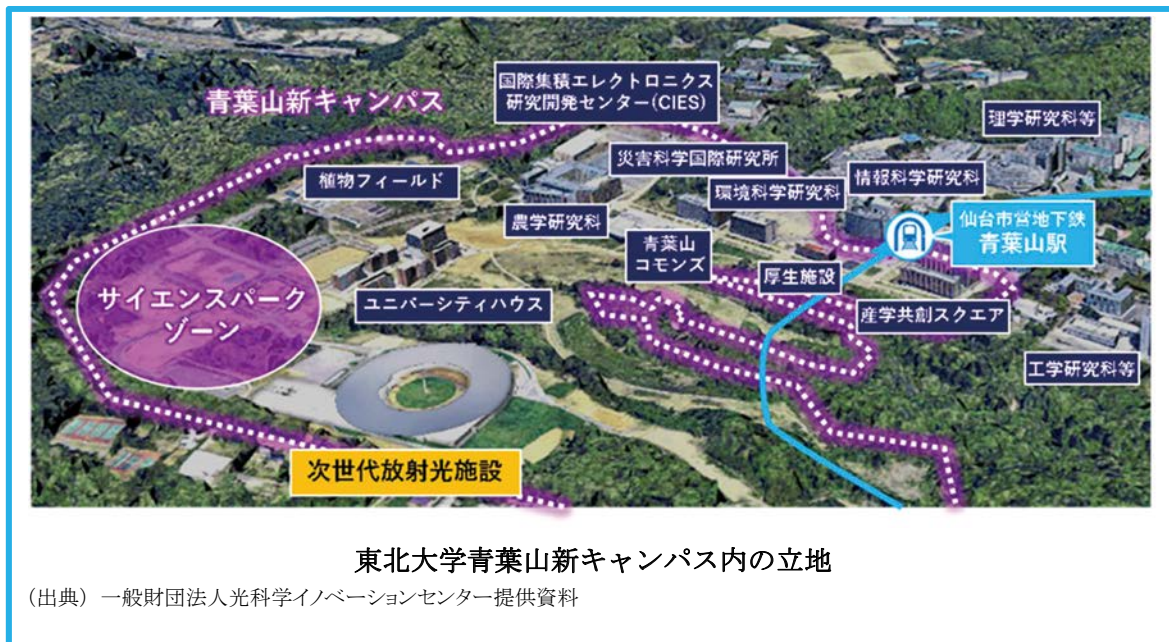 国際集積エレクトロニクス
研究開発センター(CIES)
青葉山新キャンパス
理学研究科等
災害科学国際研究所
植物フィールド
環境科学研究科
情報科学研究科
農学研究科
仙台市営地下鉄
青葉山駅
青葉山
コモンズ
厚生施設
サイエンスパーク
ゾーン
ユニバーシティハウス
産学共創スクエア
工学研究科等
次世代放射光施設
東北大学青葉山新キャンパス内の立地
（出典）一般財団法人光科学イノベーションセンター提供資料